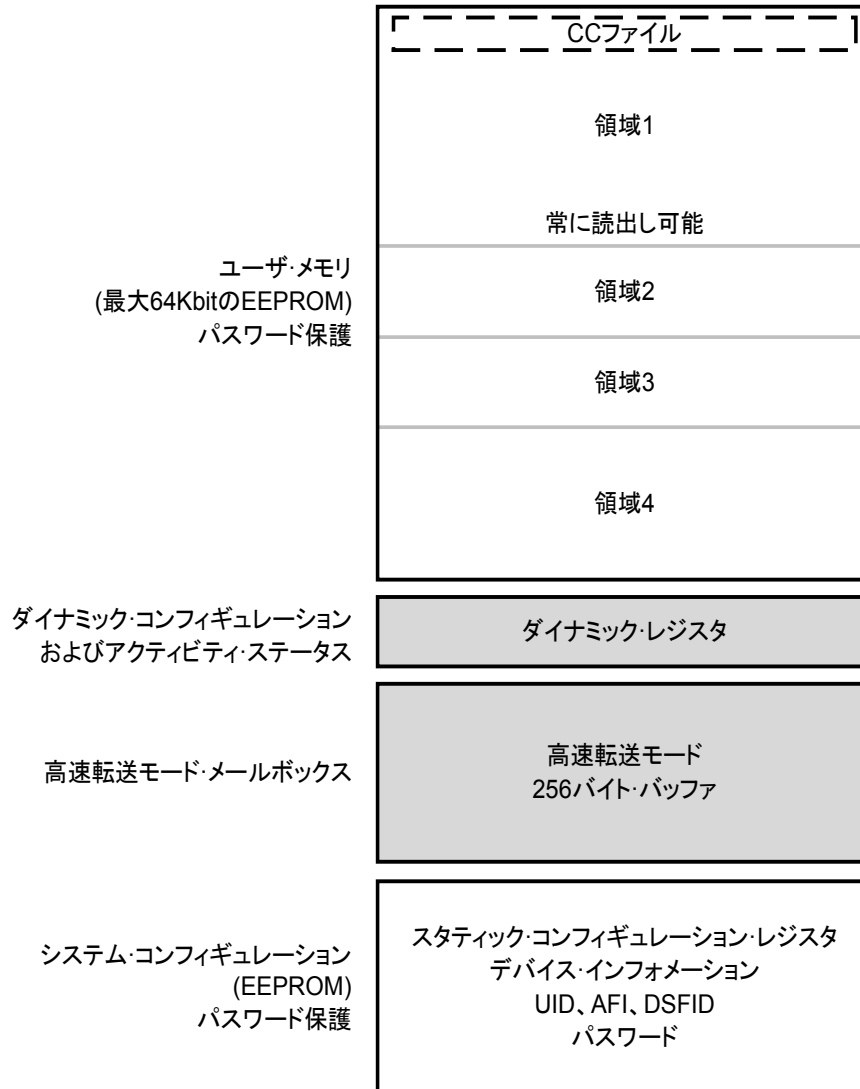 CCファイル
領域1
常に読出し可能
ユーザ·メモリ
(最大64KbitのEEPROM)
パスワード保護
領域2
領域3
領域4
ダイナミック·コンフィギュレーション
およびアクティビティ·ステータス
ダイナミック·レジスタ
高速転送モード·メールボックス
高速転送モード
256バイト·バッファ
システム·コンフィギュレーション
(EEPROM)
パスワード保護
スタティック·コンフィギュレーション·レジスタ
デバイス·インフォメーション
UID、AFI、DSFID
パスワード